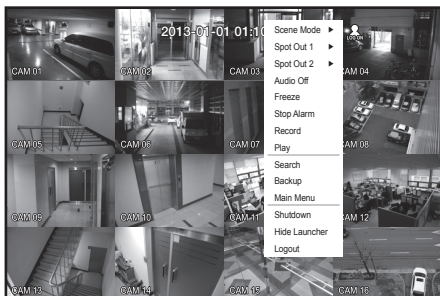 2013-01-01 01:10
LOG ON
CAM 01
CAM 02
CAM 03
CAM 04
Scene Mode
Spot Out 1
Spot Out 2
Audio Off
Freeze
Stop Alarm
Record
Play
Search
Backup
Main Menu
Shutdown
Hide Launcher
Logout
CAM 05
CAM 06
CAM 07
CAM 08
CAM 09
CAM 10
CAM 11
CAM 12
CAM 13
CAM 14
CAM 15
CAM 16